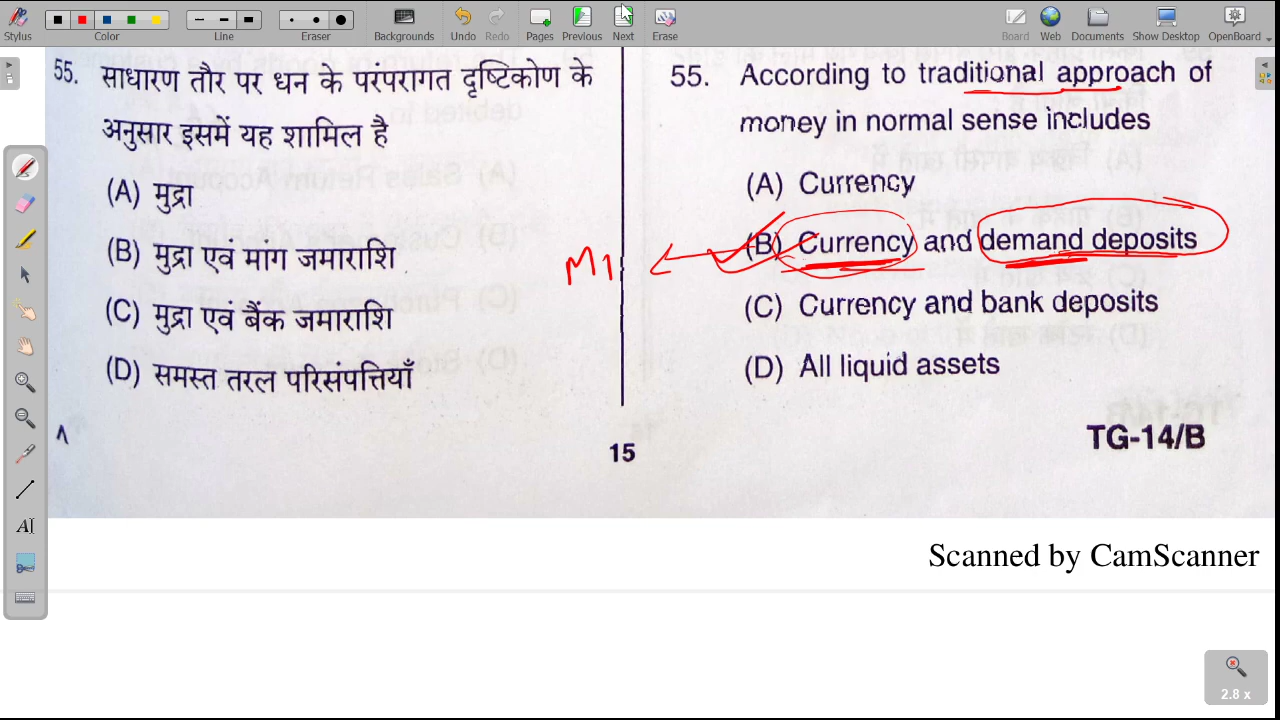 Stylus
Color
Line
Eraser
Backgrounds
Undo
Redo
Pages
Previous
Next
Erase
Board
Web
Documents
Show Desktop
OpenBoard
55. साधारण तौर पर धन के परंपरागत दृष्टिकोण के
अनुसार इसमें यह शामिल है
(A) मुद्रा
(B) मुद्रा एवं मांग जमाराशि
(C) मुद्रा एवं बैंक जमाराशि
(D) समस्त तरल परिसंपत्तियाँ
55. According to traditional approach of
money in normal sense includes
(A) Currency
(B) Currency and demand deposits
(C) Currency and bank deposits
(D) All liquid assets
M1
15
TG-14/B
Scanned by CamScanner
2.8 x